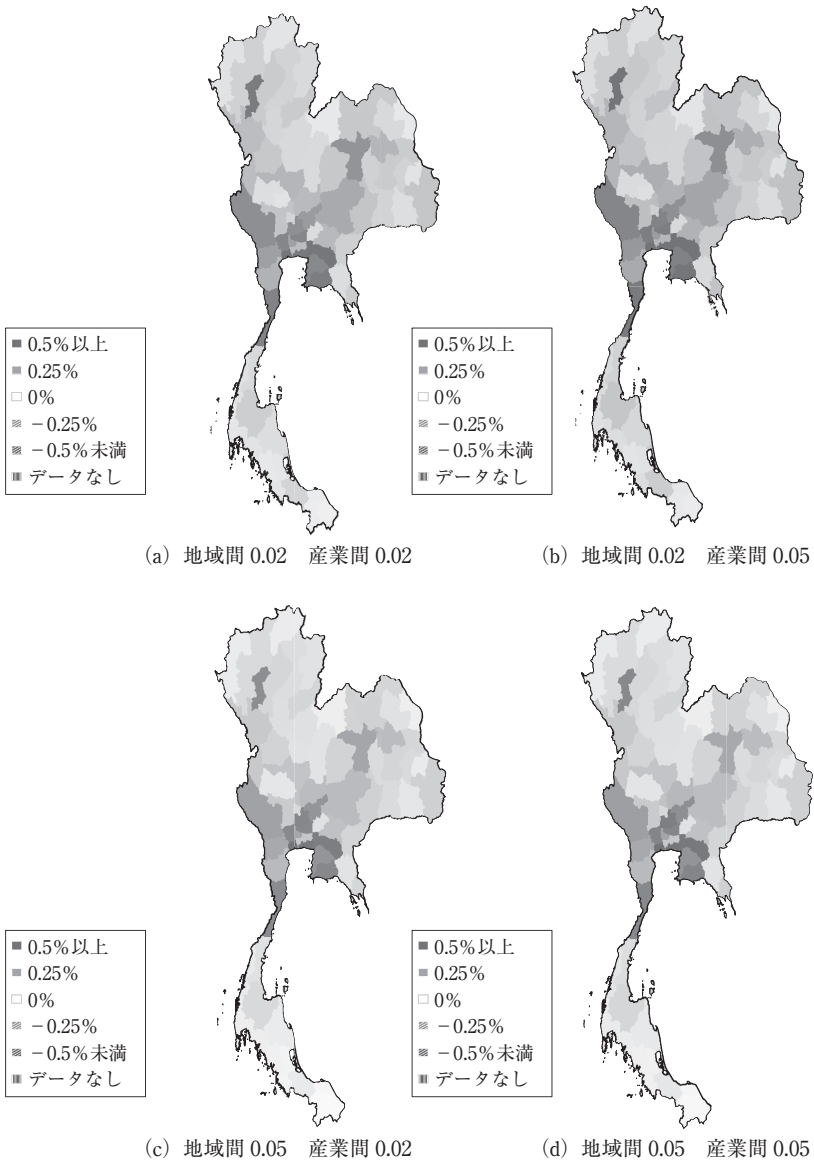 0.5%以上
0.25%
0%
−0.25%
−0.5%未満
データなし
(a) 地域間 0.02 産業間 0.02
0.5%以上
0.25%
0%
−0.25%
−0.5%未満
データなし
(b) 地域間 0.02 産業間 0.05
0.5%以上
0.25%
0%
−0.25%
−0.5%未満
データなし
(c) 地域間 0.05 産業間 0.02
0.5%以上
0.25%
0%
−0.25%
−0.5%未満
データなし
(d) 地域間 0.05 産業間 0.05